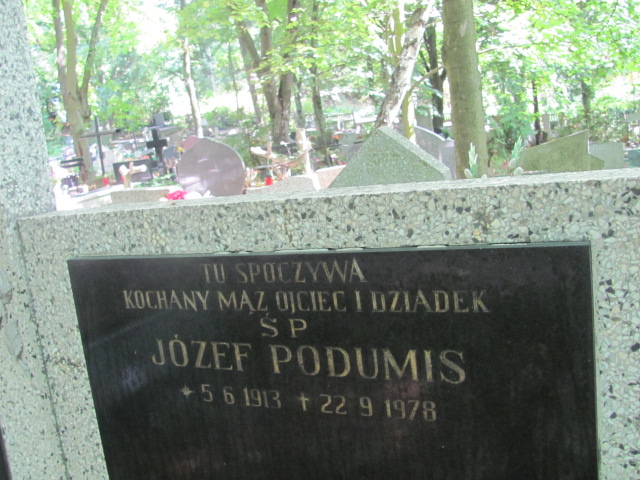 TU SPOCZYWA
KOCHANY MĄŻ OJCIEC I DZIADEK
ŚP
JÓZEF PODUMIS
* 5 6 1913 † 22 9 1978